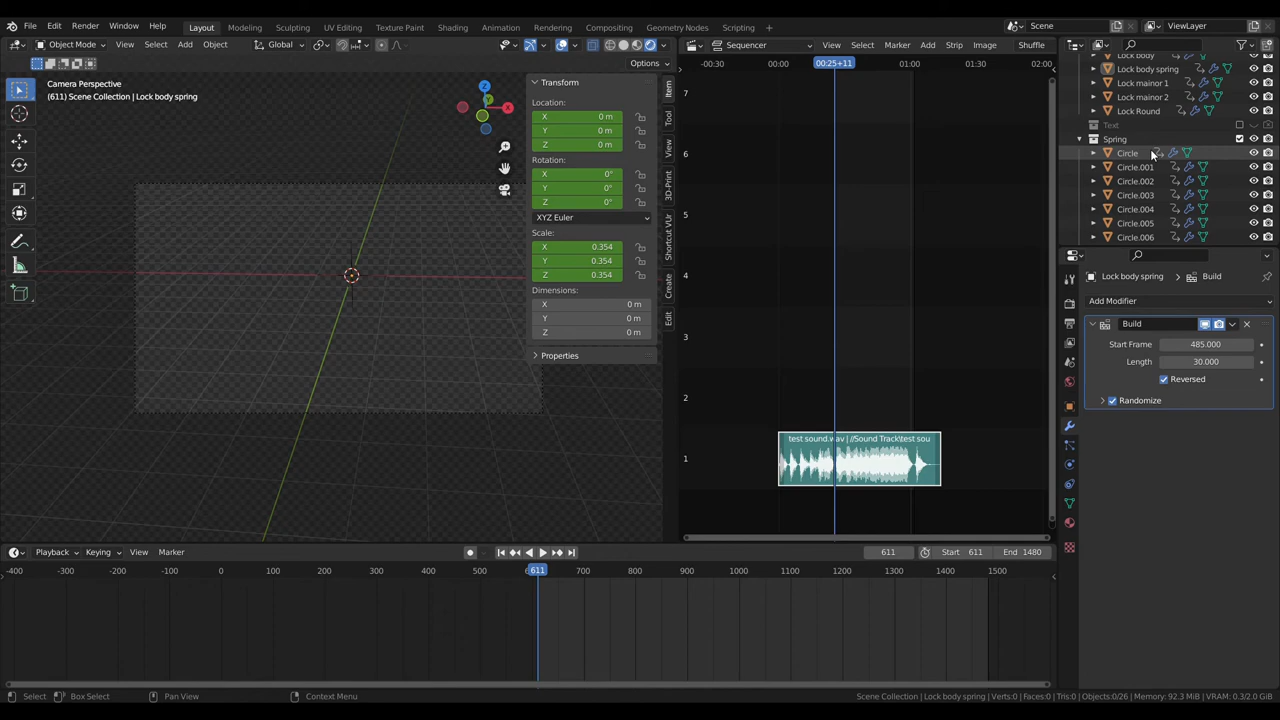 File Edit Render Window Help Layout Modeling Sculpting UV Editing Texture Paint Shading Animation Rendering Compositing Geometry Nodes Scripting + Scene ViewLayer
Object Mode View Select Add Object Global Sequencer View Select Marker Add Strip Image Shuffle
Options
-00:30 00:00 00:25+11 01:00 02:00
Camera Perspective
(611) Scene Collection | Lock body spring
Transform
Location:
X 0 m
Y 0 m
Z 0 m
Rotation:
X 0°
Y 0°
Z 0°
XYZ Euler
Scale:
X 0.354
Y 0.354
Z 0.354
Dimensions:
X 0 m
Y 0 m
Z 0 m
Properties
Item
Tool
View
3D-Print
Shortcut VUr
Create
Edit
7
6
5
4
3
2
1
test sound.wav | //Sound Track\test sou
Lock body
Lock body spring
Lock mainor 1
Lock mainor 2
Lock Round
Text
Spring
Circle
Circle.001
Circle.002
Circle.003
Circle.004
Circle.005
Circle.006
Lock body spring > Build
Add Modifier
Build
Start Frame 485.000
Length 30.000
Reversed
Randomize
Playback Keying View Marker 611 Start 611 End 1480
-400 -300 -200 -100 0 100 200 300 400 500 611 700 800 900 1000 1100 1200 1300 1400 1500
Select Box Select Pan View Context Menu Scene Collection | Lock body spring | Verts:0 | Faces:0 | Tris:0 | Objects:0/26 | Memory: 92.3 MiB | VRAM: 0.3/2.0 GiB